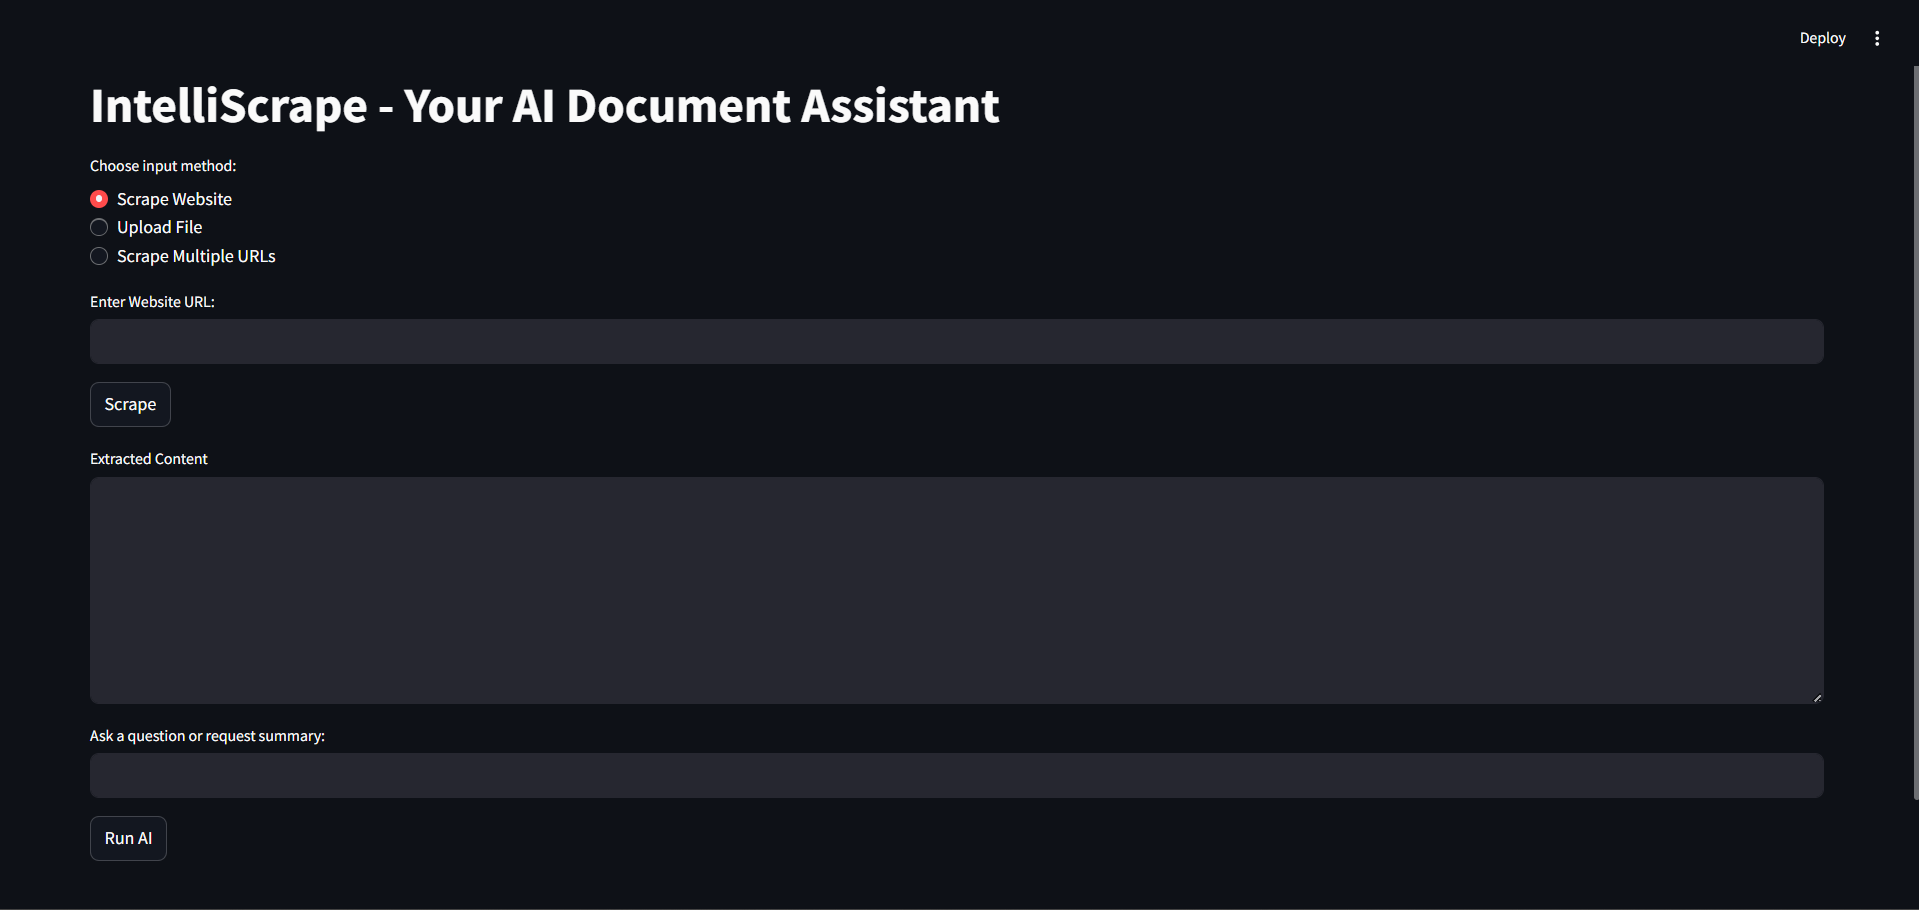 Deploy
IntelliScrape - Your AI Document Assistant
Choose input method:
Scrape Website
Upload File
Scrape Multiple URLs
Enter Website URL:
Scrape
Extracted Content
Ask a question or request summary:
Run AI